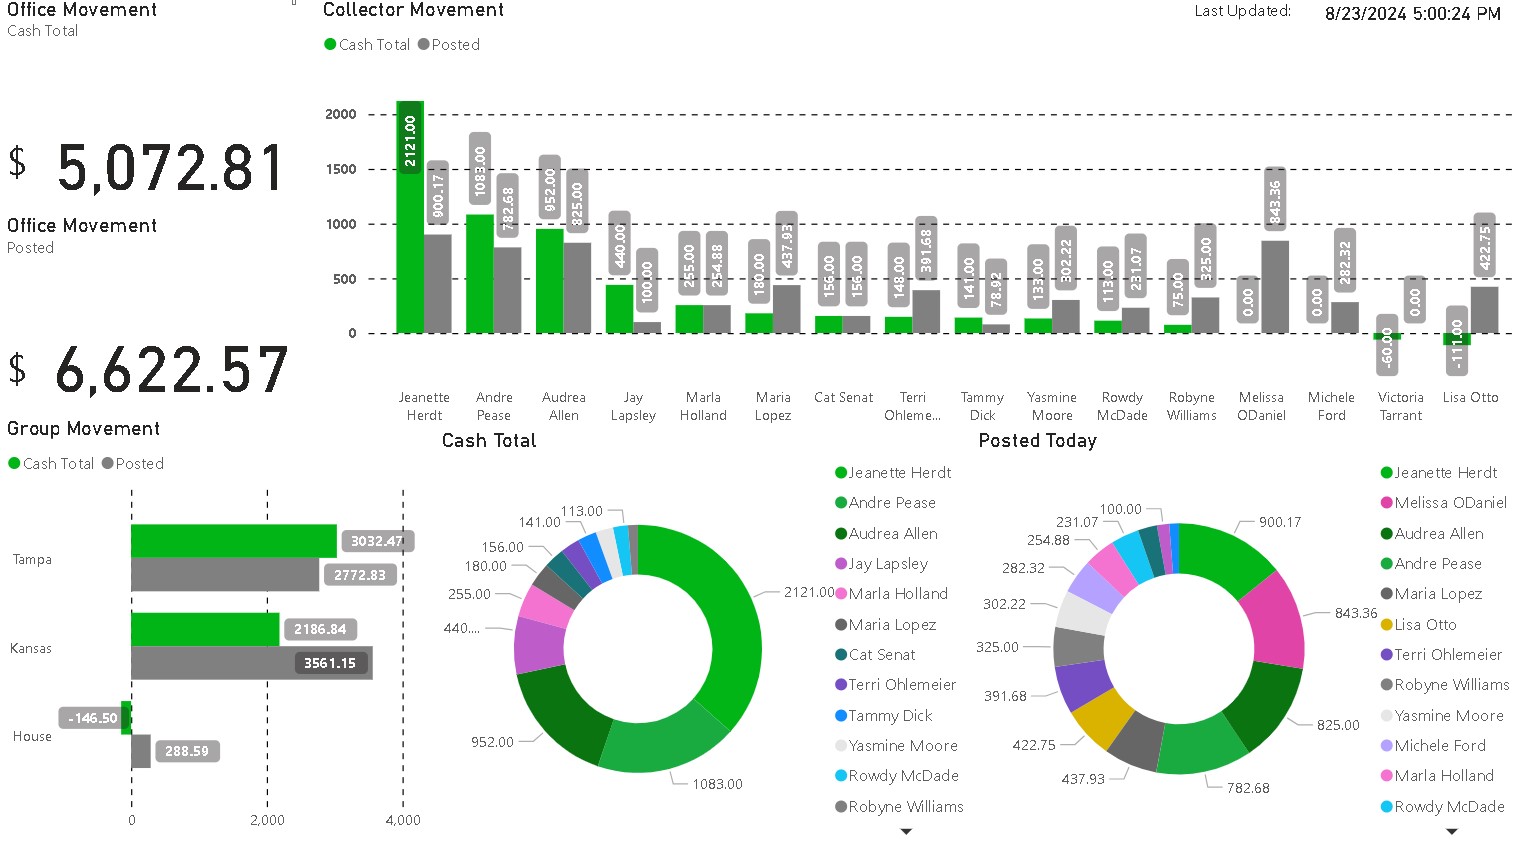 Office Movement
Cash Total
$ 5,072.81
Office Movement
Posted
$ 6,622.57
Collector Movement
Cash Total Posted
Last Updated: 8/23/2024 5:00:24 PM
2000
1500
1000
500
0
2121.00 900.17
1083.00 782.68
952.00 825.00
440.00 100.00
255.00 254.88
180.00 437.93
156.00 156.00
148.00 391.68
141.00 78.92
133.00 302.22
113.00 231.07
75.00 325.00
0.00 843.36
0.00 282.32
-60.00 0.00
-111.00 422.75
Jeanette Herdt
Andre Pease
Audrea Allen
Jay Lapsley
Marla Holland
Maria Lopez
Cat Senat
Terri Ohleme...
Tammy Dick
Yasmine Moore
Rowdy McDade
Robyne Williams
Melissa ODaniel
Michele Ford
Victoria Tarrant
Lisa Otto
Group Movement
Cash Total Posted
Tampa
3032.47
2772.83
Kansas
2186.84
3561.15
House
-146.50
288.59
0 2,000 4,000
Cash Total
2121.00
1083.00
952.00
440....
255.00
180.00
156.00
141.00
113.00
Jeanette Herdt
Andre Pease
Audrea Allen
Jay Lapsley
Marla Holland
Maria Lopez
Cat Senat
Terri Ohlemeier
Tammy Dick
Yasmine Moore
Rowdy McDade
Robyne Williams
Posted Today
900.17
843.36
825.00
782.68
437.93
422.75
391.68
325.00
302.22
282.32
254.88
231.07
100.00
Jeanette Herdt
Melissa ODaniel
Audrea Allen
Andre Pease
Maria Lopez
Lisa Otto
Terri Ohlemeier
Robyne Williams
Yasmine Moore
Michele Ford
Marla Holland
Rowdy McDade